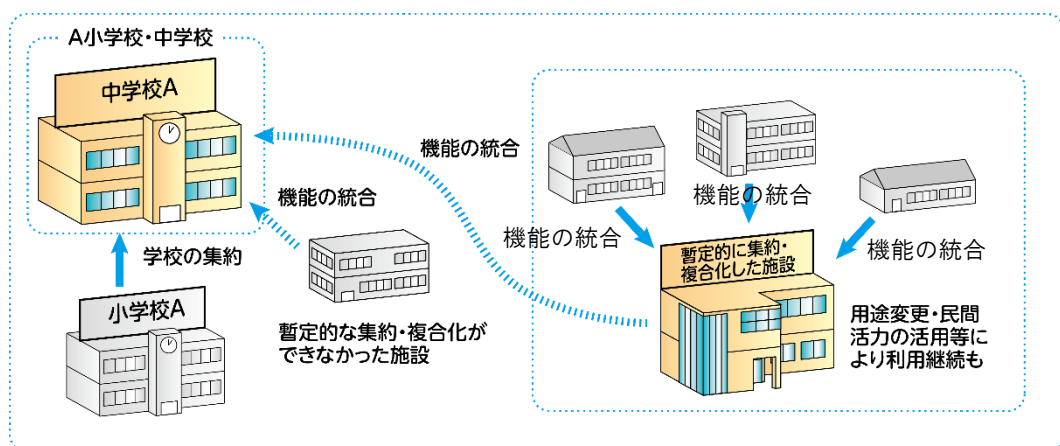 A小学校・中学校
中学校A
機能の統合
機能の統合
学校の集約
小学校A
暫定的な集約・複合化が
できなかった施設
機能の統合
機能の統合
機能の統合
暫定的に集約・
複合化した施設
用途変更・民間
活力の活用等に
より利用継続も